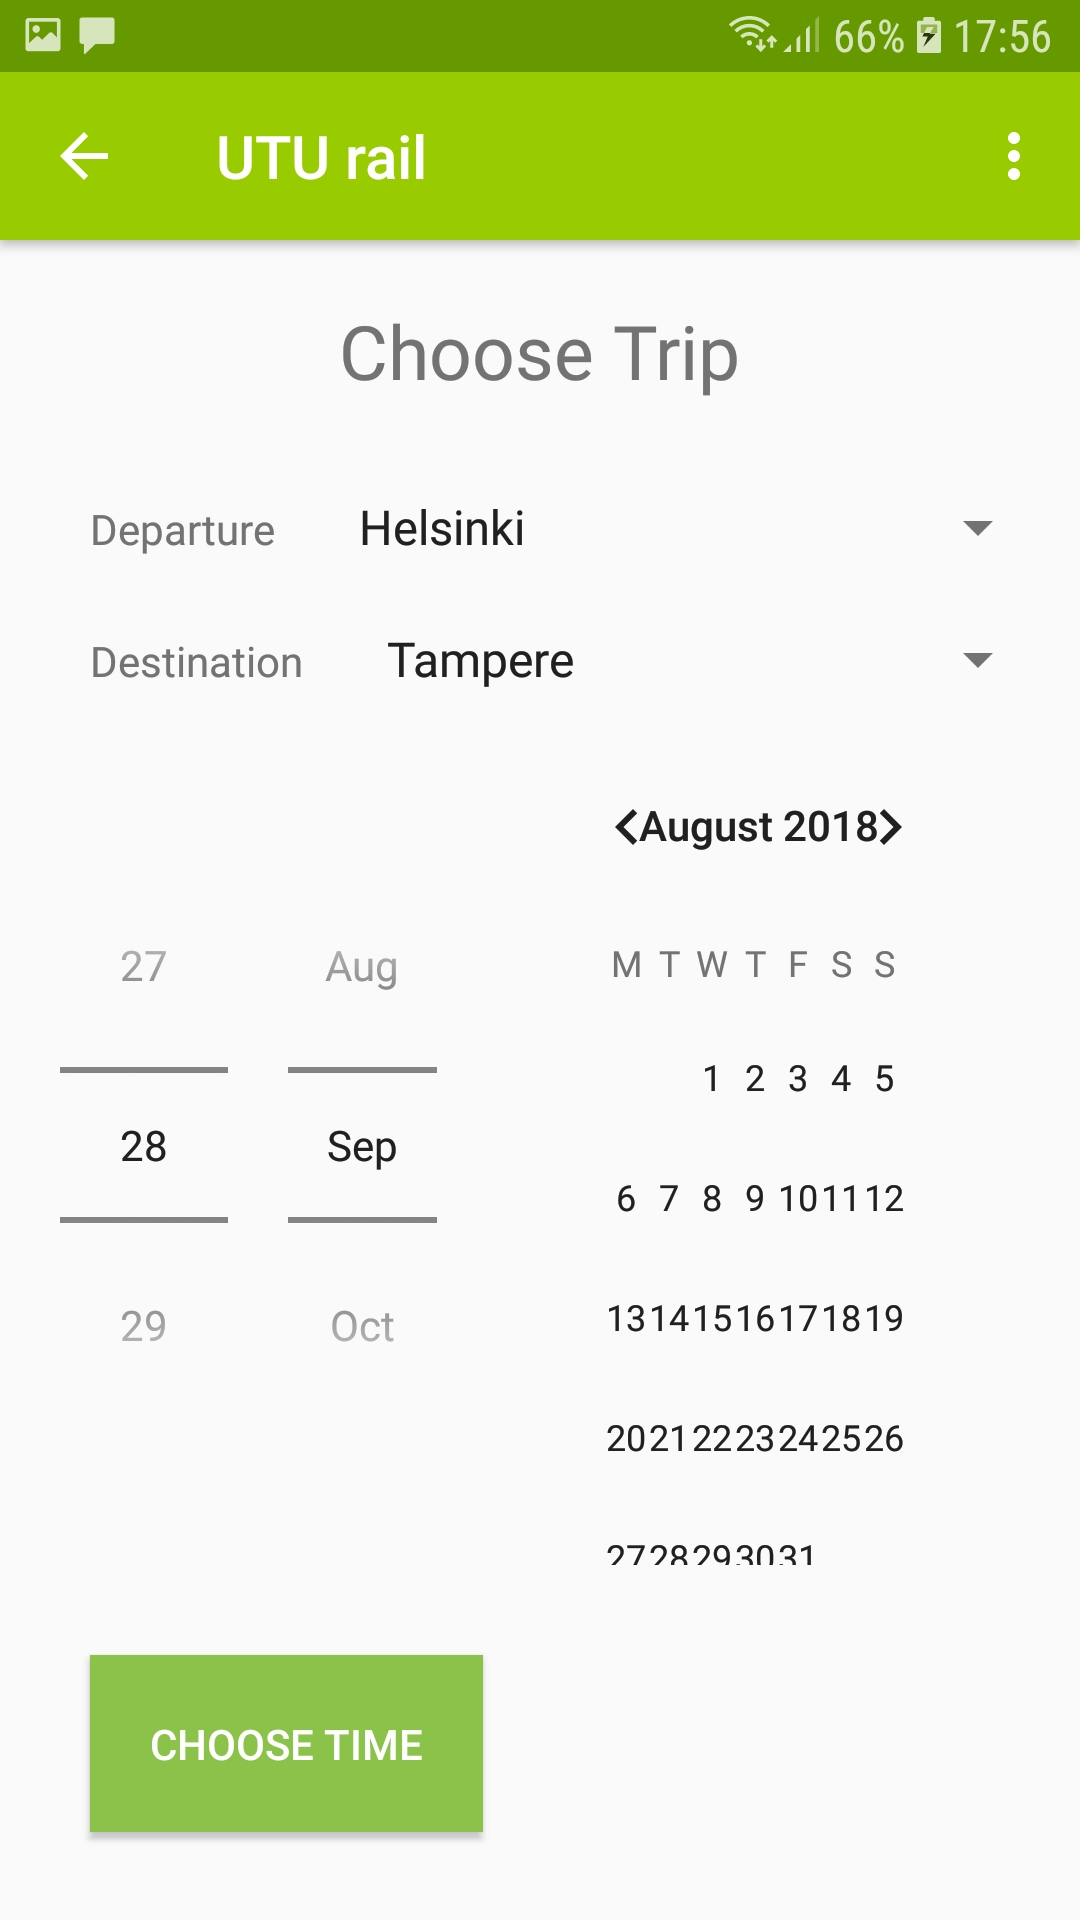 66% 17:56
UTU rail
Choose Trip
Departure Helsinki
Destination Tampere
August 2018
27 Aug
28 Sep
29 Oct
M T W T F S S
1 2 3 4 5
6 7 8 9 10 11 12
13 14 15 16 17 18 19
20 21 22 23 24 25 26
27 28 29 30 31
CHOOSE TIME